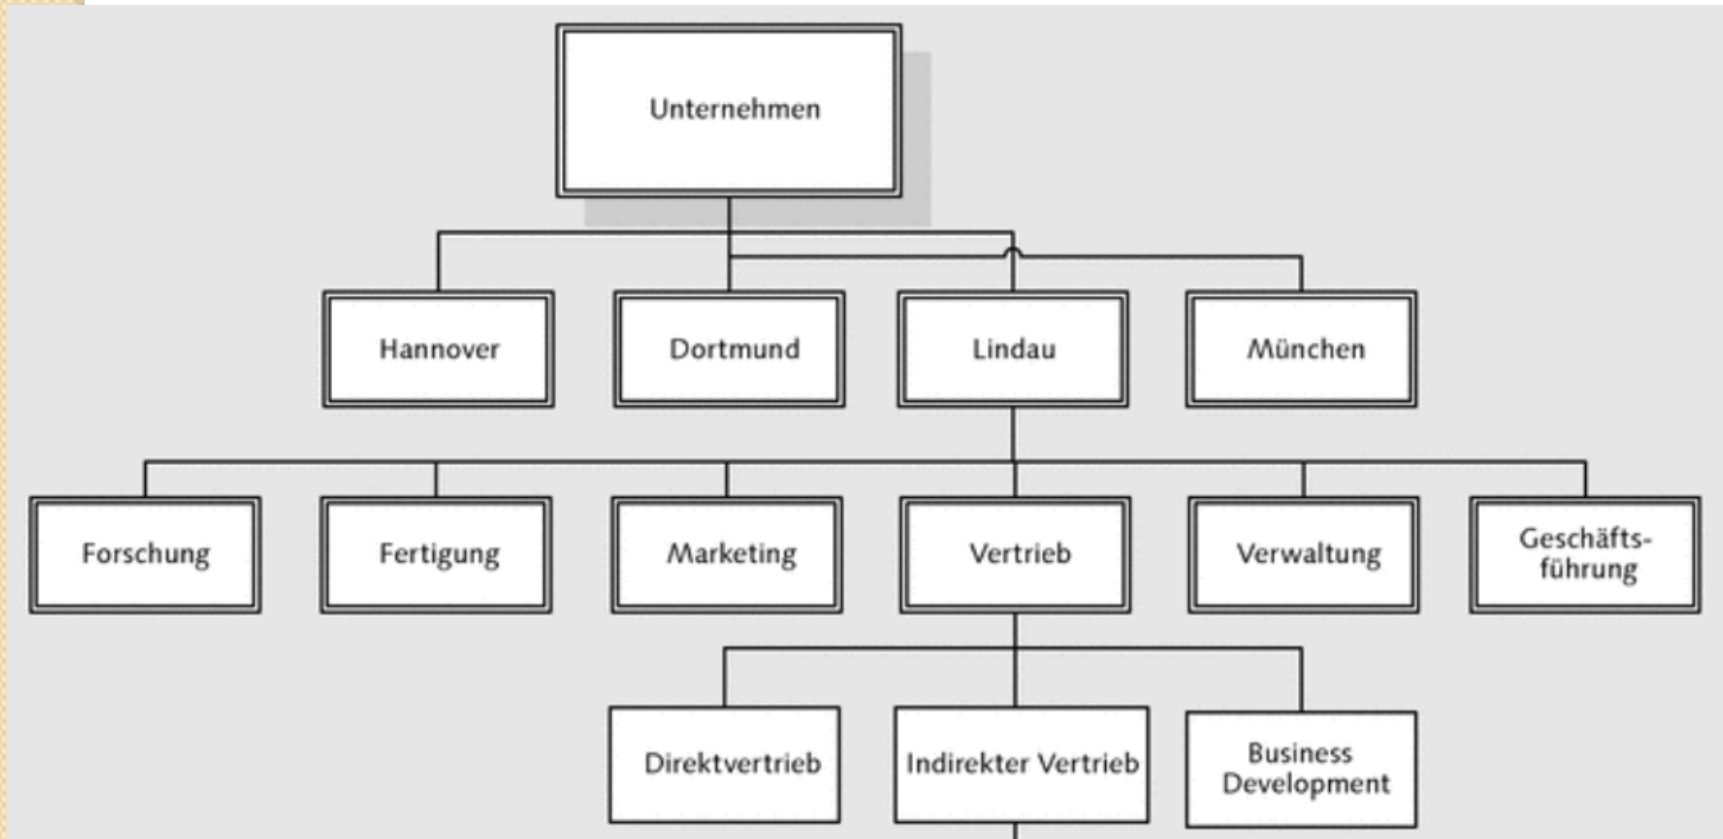 Unternehmen
Hannover
Dortmund
Lindau
München
Forschung
Fertigung
Marketing
Vertrieb
Verwaltung
Geschäfts-
führung
Direktvertrieb
Indirekter Vertrieb
Business
Development